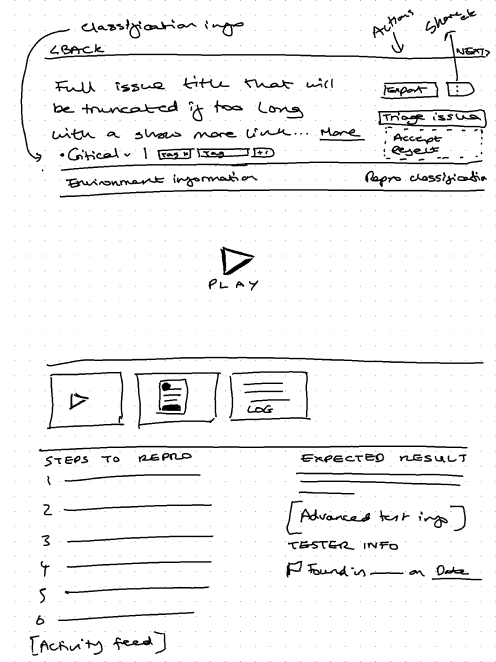 Classification info
Actions
Share etc
<BACK
NEXT>
Full issue title that will
be truncated if too long
with a show more link... More
Export
⋮
Triage issue
Accept
Reject
• Critical ˅ | Tag x Tag +1
Environment information
Repro classification
PLAY
LOG
STEPS TO REPRO
1
2
3
4
5
6
[Activity feed]
EXPECTED RESULT
[Advanced test info]
TESTER INFO
Found in on Date